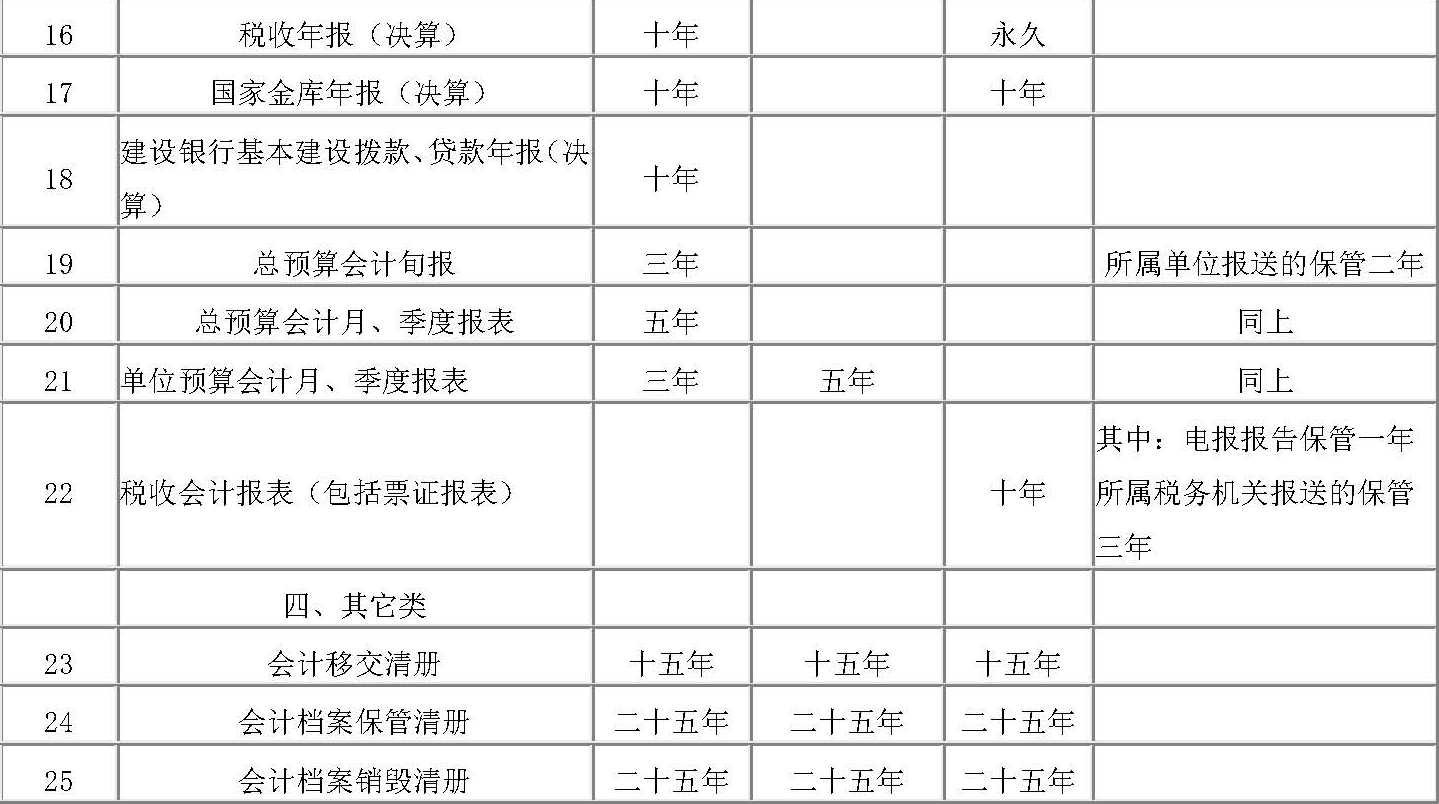 16 税收年报（决算） 十年 永久
17 国家金库年报（决算） 十年 十年
建设银行基本建设拨款、贷款年报（决
18 十年
算）
19 总预算会计旬报 三年 所属单位报送的保管二年
20 总预算会计月、季度报表 五年 同上
21 单位预算会计月、季度报表 三年 五年 同上
其中：电报报告保管一年
22 税收会计报表（包括票证报表） 十年 所属税务机关报送的保管
三年
四、其它类
23 会计移交清册 十五年 十五年 十五年
24 会计档案保管清册 二十五年 二十五年 二十五年
25 会计档案销毁清册 二十五年 二十五年 二十五年